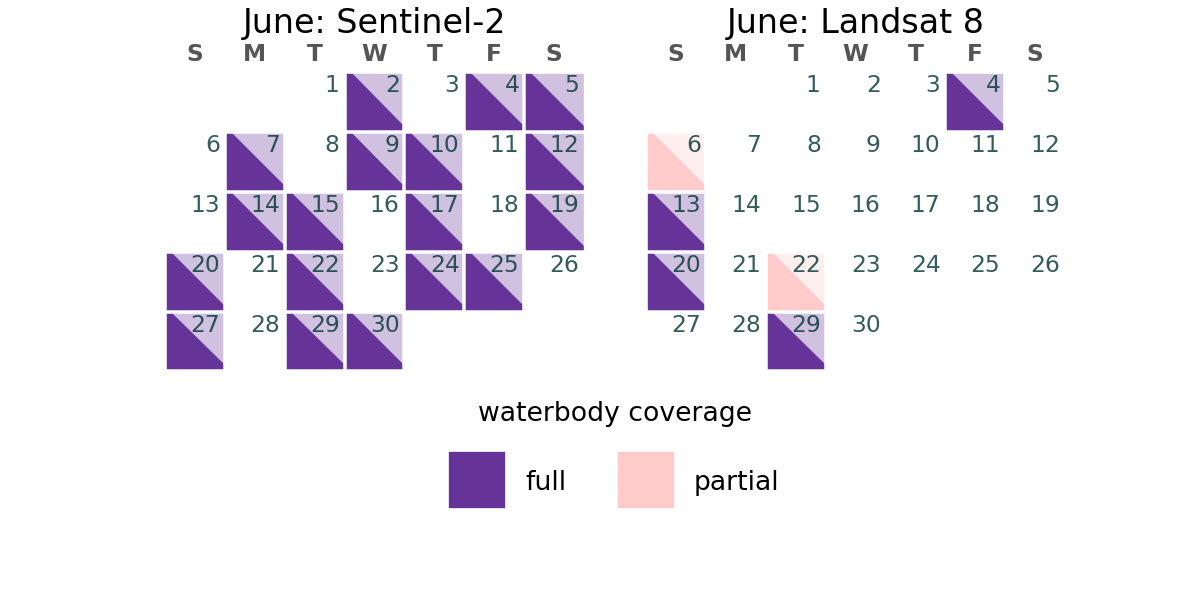 June: Sentinel-2
S M T W T F S
1 2 3 4 5
6 7 8 9 10 11 12
13 14 15 16 17 18 19
20 21 22 23 24 25 26
27 28 29 30
June: Landsat 8
S M T W T F S
1 2 3 4 5
6 7 8 9 10 11 12
13 14 15 16 17 18 19
20 21 22 23 24 25 26
27 28 29 30
waterbody coverage
full partial